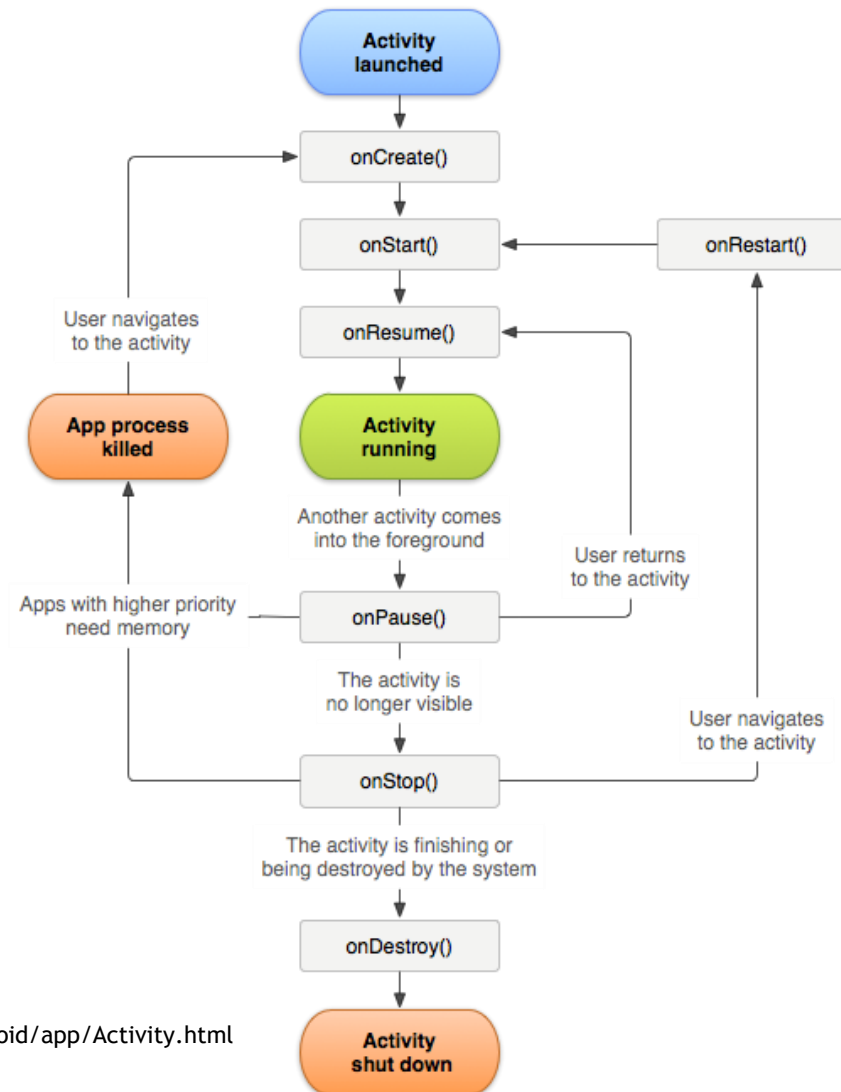 Activity
launched
onCreate()
onStart()
onRestart()
onResume()
User navigates
to the activity
App process
killed
Activity
running
Another activity comes
into the foreground
User returns
to the activity
Apps with higher priority
need memory
onPause()
The activity is
no longer visible
User navigates
to the activity
onStop()
The activity is finishing or
being destroyed by the system
onDestroy()
oid/app/Activity.html
Activity
shut down